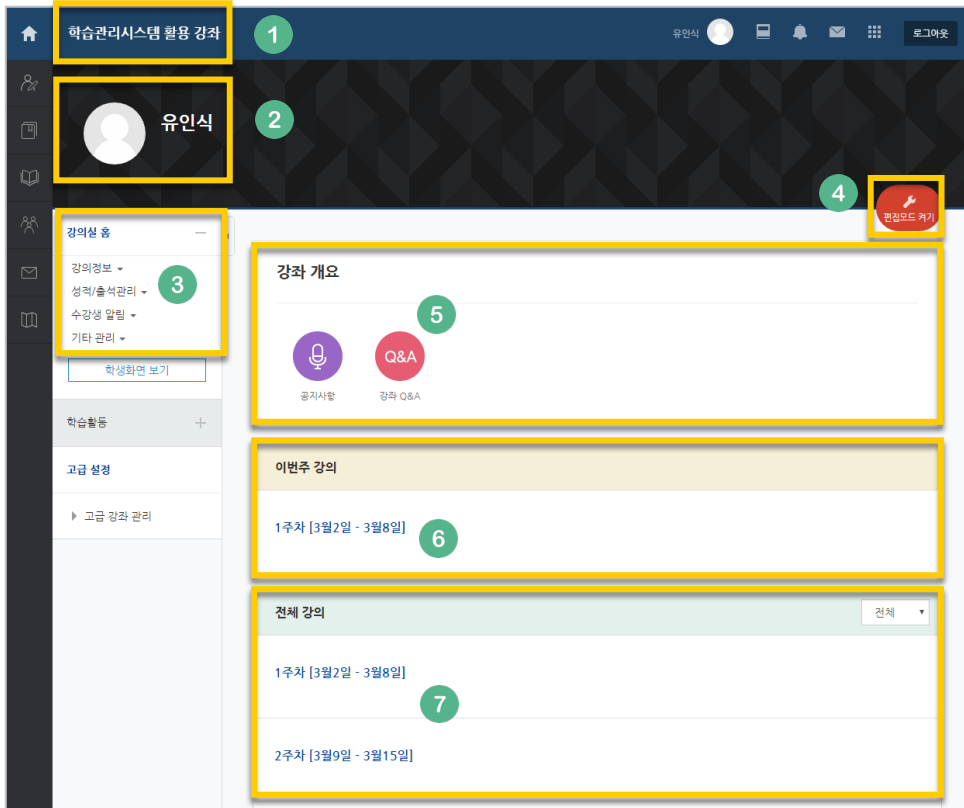 학습관리시스템 활용 강좌
1
유인식
로그아웃
유인식
2
4
편집모드 켜기
강의실 홈
강의정보
성적/출석관리
수강생 알림
기타 관리
3
학생화면 보기
학습활동
고급 설정
고급 강좌 관리
강좌 개요
5
Q&A
공지사항
강좌 Q&A
이번주 강의
1주차 [3월2일 - 3월8일]
6
전체 강의
전체
1주차 [3월2일 - 3월8일]
7
2주차 [3월9일 - 3월15일]